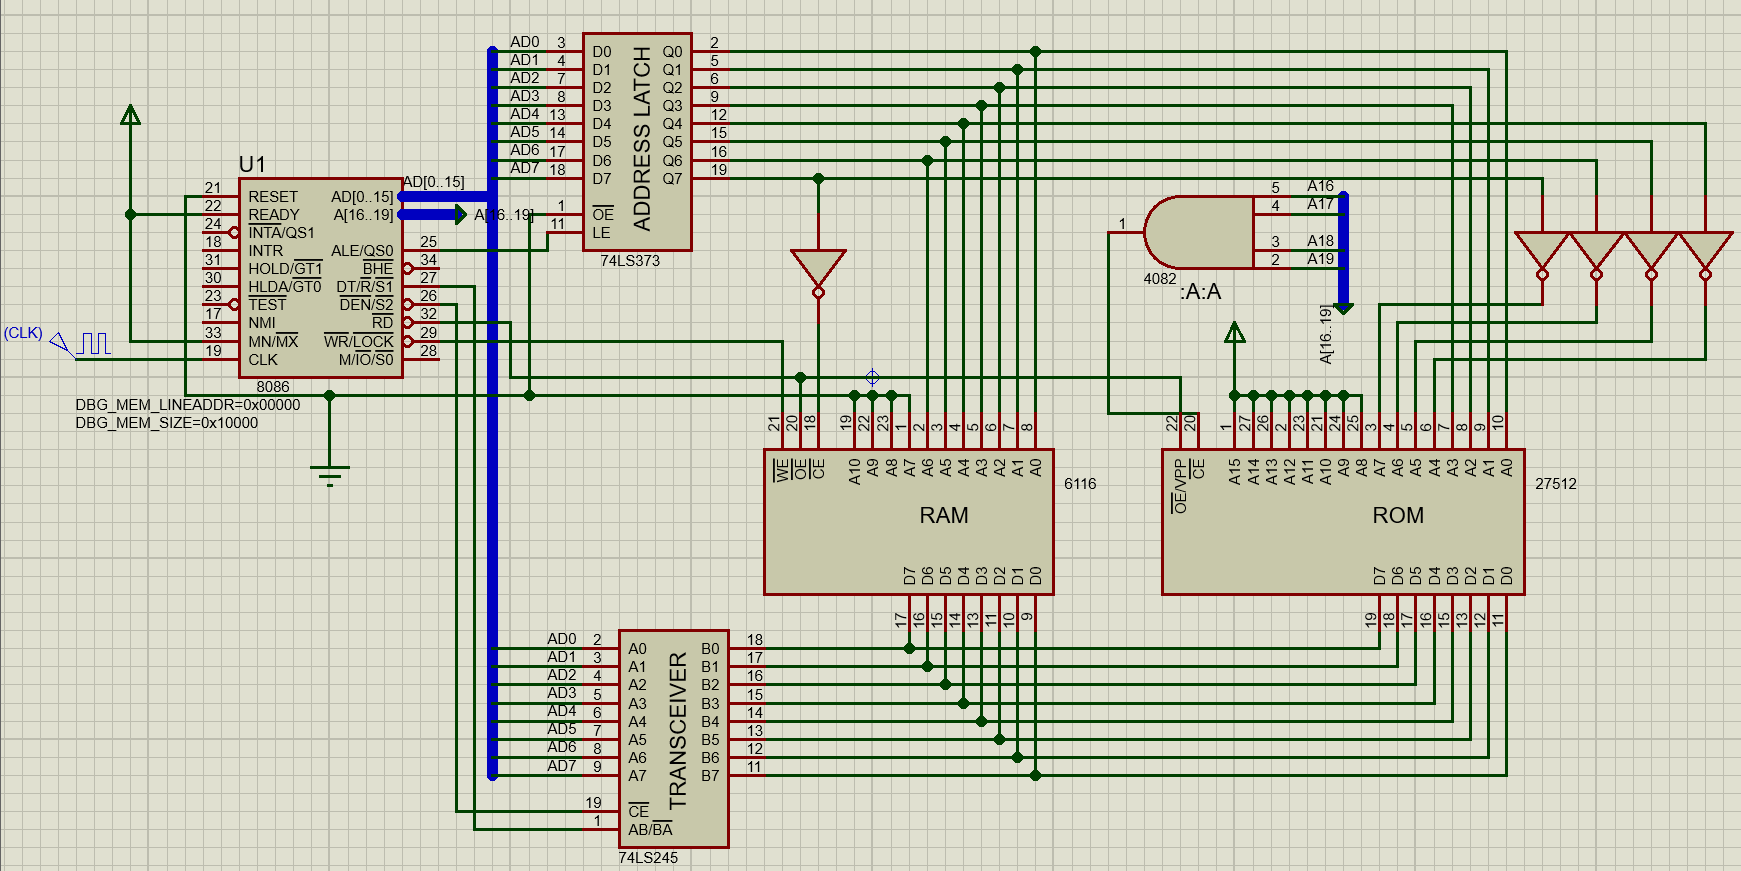 U1
21 RESET AD[0..15] AD[0..15]
22 READY A[16..19] A[16..19]
24 INTA/QS1
18 INTR ALE/QS0 25
31 HOLD/GT1 BHE 34
30 HLDA/GT0 DT/R/S1 27
23 TEST DEN/S2 26
17 NMI RD 32
33 MN/MX WR/LOCK 29
19 CLK M/IO/S0 28
(CLK)
8086
DBG_MEM_LINEADDR=0x00000
DBG_MEM_SIZE=0x10000
AD0 3 D0 Q0 2
AD1 4 D1 Q1 5
AD2 7 D2 Q2 6
AD3 8 D3 Q3 9
AD4 13 D4 Q4 12
AD5 14 D5 Q5 15
AD6 17 D6 Q6 16
AD7 18 D7 Q7 19
1 OE
11 LE
ADDRESS LATCH
74LS373
1
5 A16
4 A17
3 A18
2 A19
4082
:A:A
A[16..19]
21 20 18 19 22 23 1 2 3 4 5 6 7 8
WE OE CE A10 A9 A8 A7 A6 A5 A4 A3 A2 A1 A0
RAM
6116
D7 D6 D5 D4 D3 D2 D1 D0
17 16 15 14 13 11 10 9
22 20 1 27 26 2 23 21 24 25 3 4 5 6 7 8 9 10
OE/VPP CE A15 A14 A13 A12 A11 A10 A9 A8 A7 A6 A5 A4 A3 A2 A1 A0
ROM
27512
D7 D6 D5 D4 D3 D2 D1 D0
19 18 17 16 15 13 12 11
AD0 2 A0 B0 18
AD1 3 A1 B1 17
AD2 4 A2 B2 16
AD3 5 A3 B3 15
AD4 6 A4 B4 14
AD5 7 A5 B5 13
AD6 8 A6 B6 12
AD7 9 A7 B7 11
19 CE
1 AB/BA
TRANSCEIVER
74LS245